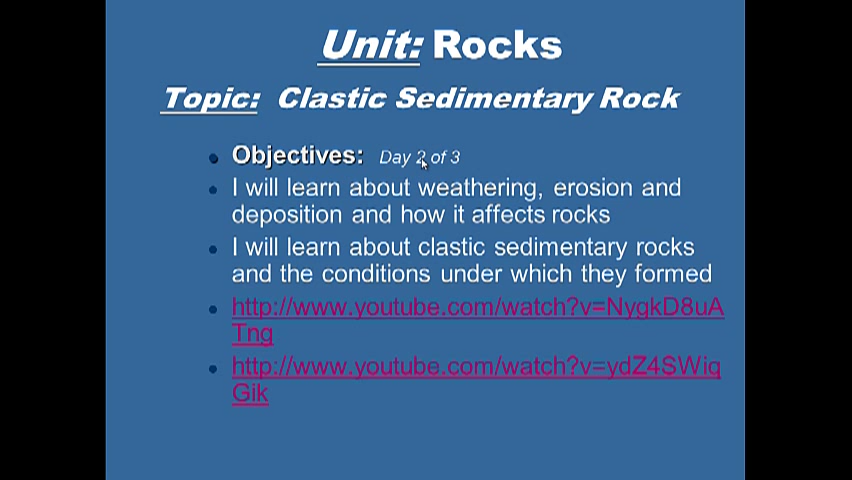 Unit: Rocks
Topic: Clastic Sedimentary Rock
Objectives: Day 2 of 3
I will learn about weathering, erosion and
deposition and how it affects rocks
I will learn about clastic sedimentary rocks
and the conditions under which they formed
http://www.youtube.com/watch?v=NygkD8uA
Tng
http://www.youtube.com/watch?v=ydZ4SWiq
Gik